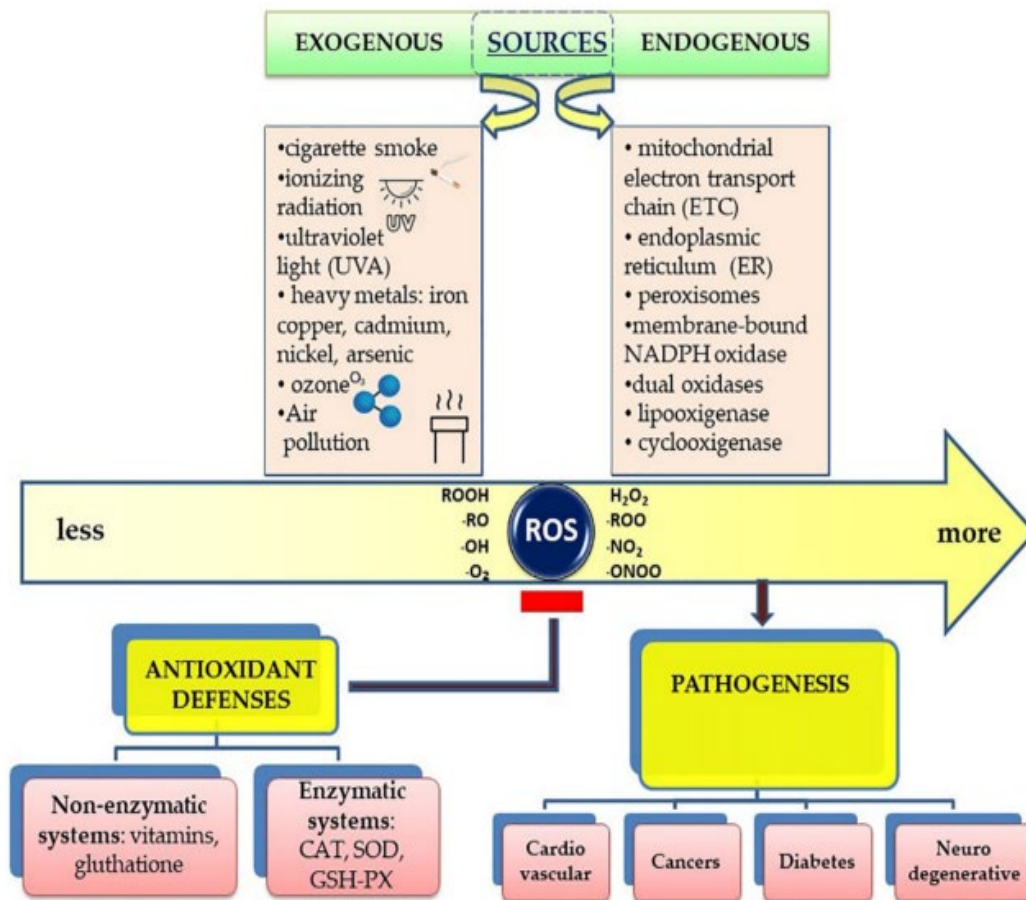 EXOGENOUS SOURCES ENDOGENOUS
•cigarette smoke
•ionizing
radiation
UV
•ultraviolet
light (UVA)
• heavy metals: iron
copper, cadmium,
nickel, arsenic
• ozone O₃
•Air
pollution
• mitochondrial
electron transport
chain (ETC)
• endoplasmic
reticulum (ER)
• peroxisomes
•membrane-bound
NADPH oxidase
•dual oxidases
• lipooxigenase
• cyclooxigenase
less
ROOH
·RO
·OH
·O₂
ROS
H₂O₂
·ROO
·NO₂
·ONOO
more
ANTIOXIDANT
DEFENSES
PATHOGENESIS
Non-enzymatic
systems: vitamins,
gluthatione
Enzymatic
systems:
CAT, SOD,
GSH-PX
Cardio
vascular
Cancers
Diabetes
Neuro
degenerative